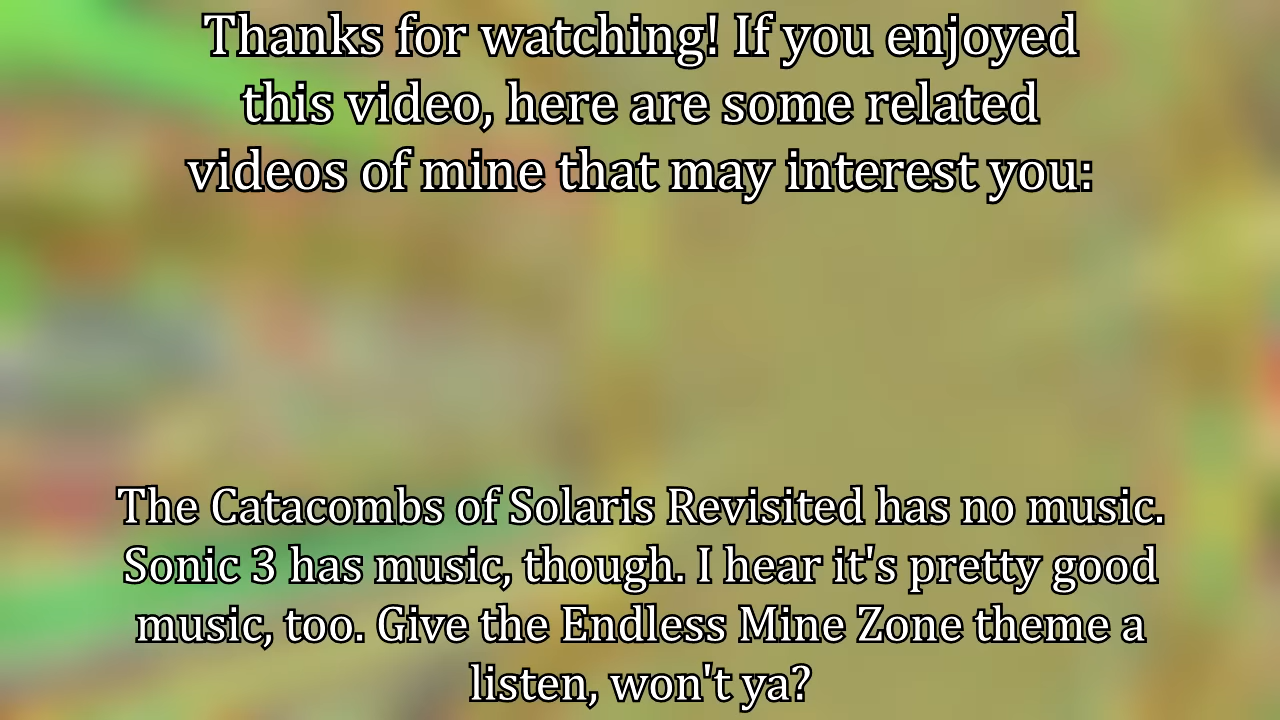 Thanks for watching! If you enjoyed
this video, here are some related
videos of mine that may interest you:
The Catacombs of Solaris Revisited has no music.
Sonic 3 has music, though. I hear it's pretty good
music, too. Give the Endless Mine Zone theme a
listen, won't ya?